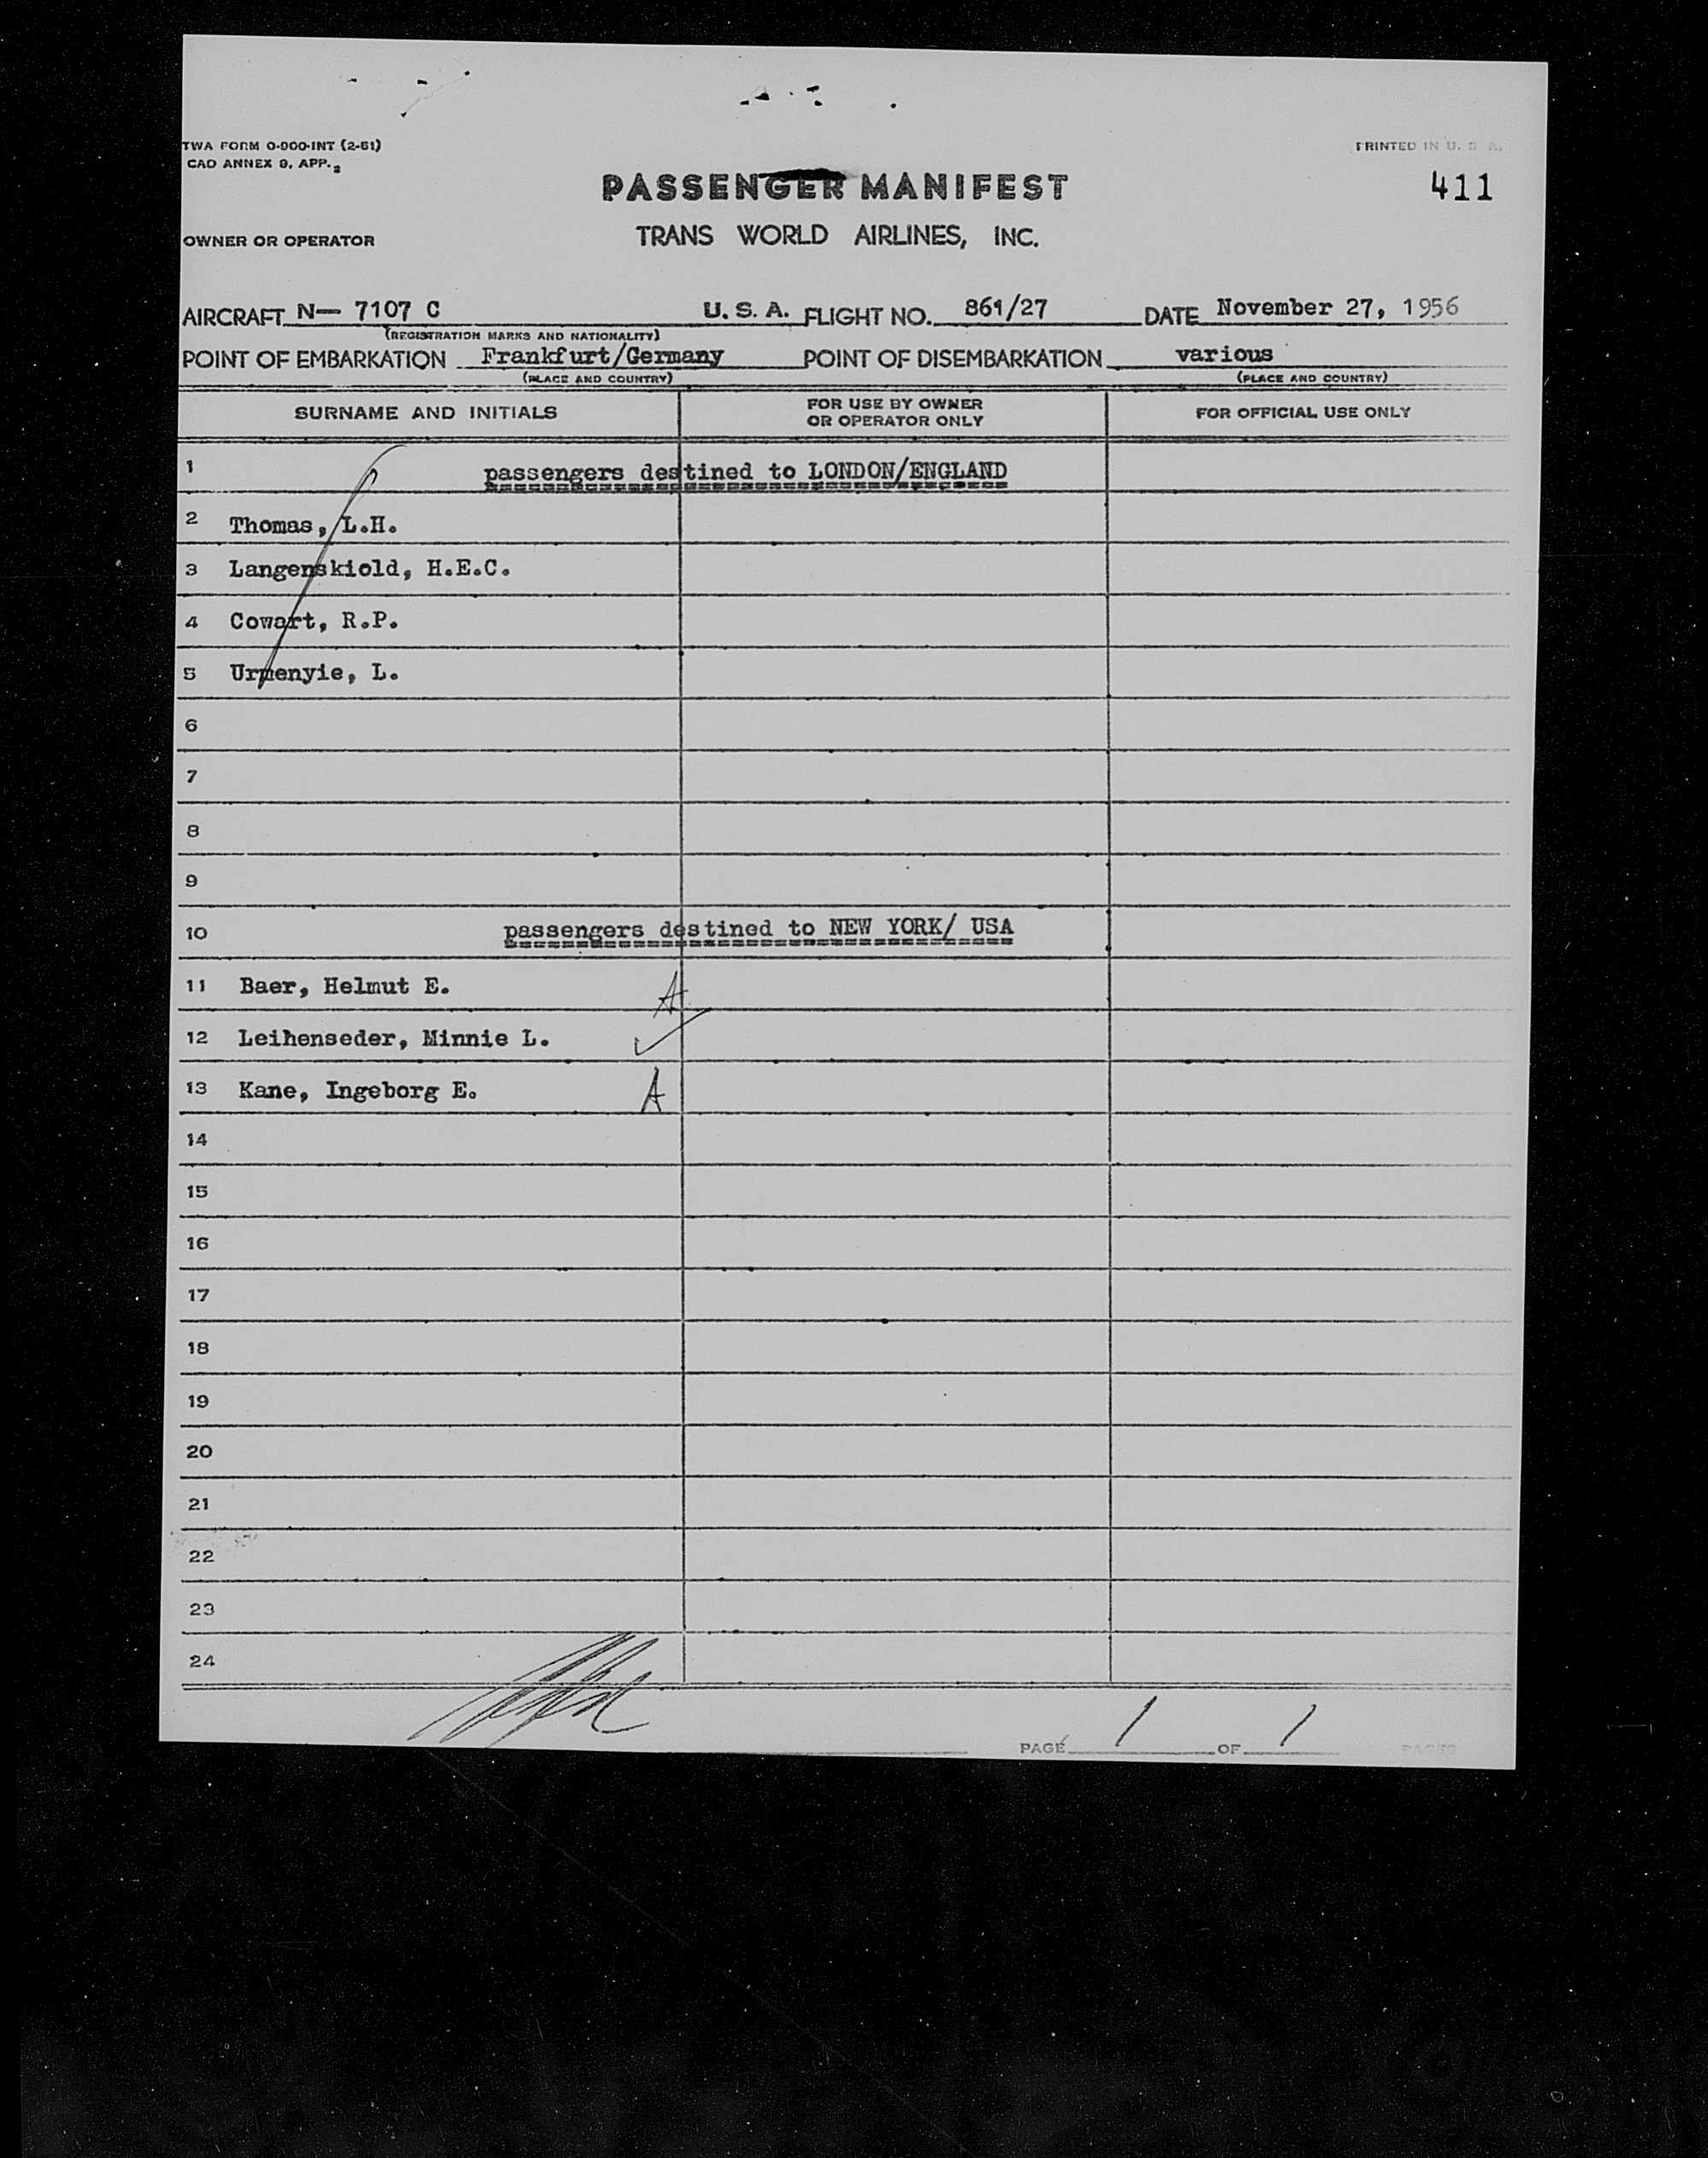 TWA FORM O-900-INT (2-51)
PRINTED IN U. S. A.
CAO ANNEX 9, APP. 2
PASSENGER MANIFEST
411
OWNER OR OPERATOR
TRANS WORLD AIRLINES, INC.
AIRCRAFT N— 7107 C U. S. A. FLIGHT NO. 861/27 DATE November 27, 1956
(REGISTRATION MARKS AND NATIONALITY)
POINT OF EMBARKATION Frankfurt/Germany POINT OF DISEMBARKATION various
(PLACE AND COUNTRY) (PLACE AND COUNTRY)
SURNAME AND INITIALS FOR USE BY OWNER OR OPERATOR ONLY FOR OFFICIAL USE ONLY
1 passengers destined to LONDON/ENGLAND
2 Thomas, L.H.
3 Langenskiold, H.E.C.
4 Cowart, R.P.
5 Urmenyie, L.
6
7
8
9
10 passengers destined to NEW YORK/ USA
11 Baer, Helmut E. A
12 Leihenseder, Minnie L.
13 Kane, Ingeborg E. A
14
15
16
17
18
19
20
21
22
23
24
PAGE 1 OF 1 PAGES